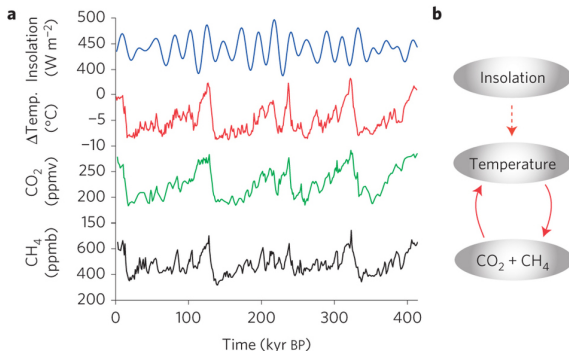 a
b
Insolation
(W m⁻²)
500
450
400
ΔTemp.
(°C)
0
−5
−10
CO₂
(ppmv)
250
200
150
CH₄
(ppmb)
600
400
200
0
100
200
300
400
Time (kyr BP)
Insolation
Temperature
CO₂ + CH₄